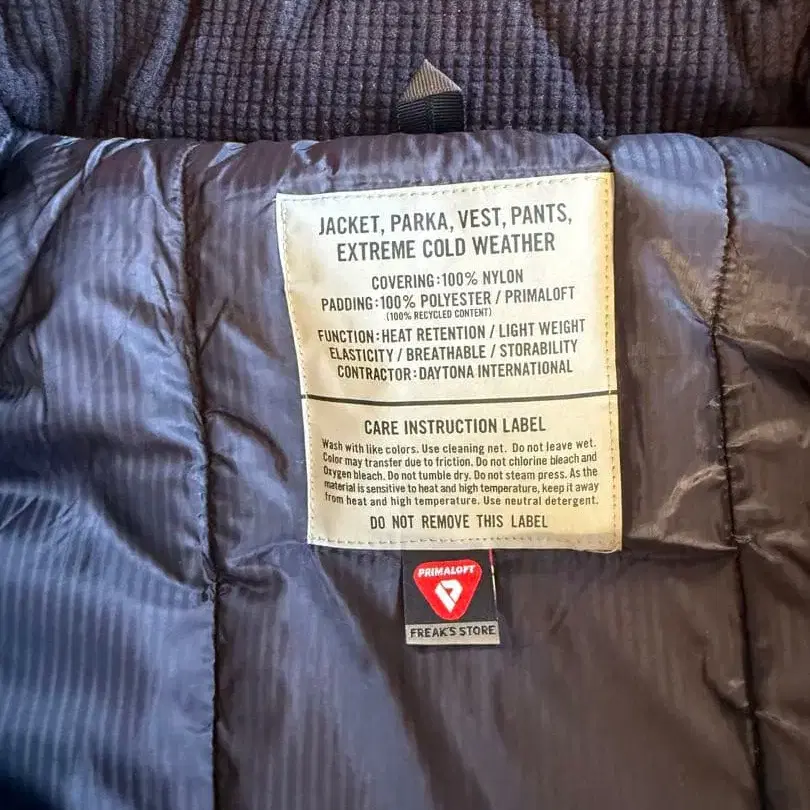 JACKET, PARKA, VEST, PANTS,
EXTREME COLD WEATHER
COVERING:100% NYLON
PADDING:100% POLYESTER / PRIMALOFT
(100% RECYCLED CONTENT)
FUNCTION:HEAT RETENTION / LIGHT WEIGHT
ELASTICITY / BREATHABLE / STORABILITY
CONTRACTOR:DAYTONA INTERNATIONAL
CARE INSTRUCTION LABEL
Wash with like colors. Use cleaning net. Do not leave wet.
Color may transfer due to friction. Do not chlorine bleach and
Oxygen bleach. Do not tumble dry. Do not steam press. As the
material is sensitive to heat and high temperature, keep it away
from heat and high temperature. Use neutral detergent.
DO NOT REMOVE THIS LABEL
PRIMALOFT
FREAK'S STORE